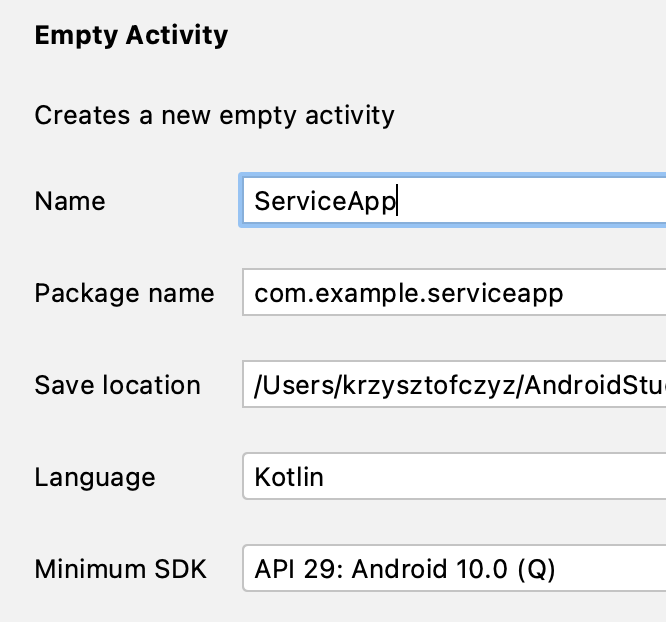 Empty Activity
Creates a new empty activity
Name ServiceApp
Package name com.example.serviceapp
Save location /Users/krzysztofczyz/AndroidStu
Language Kotlin
Minimum SDK API 29: Android 10.0 (Q)